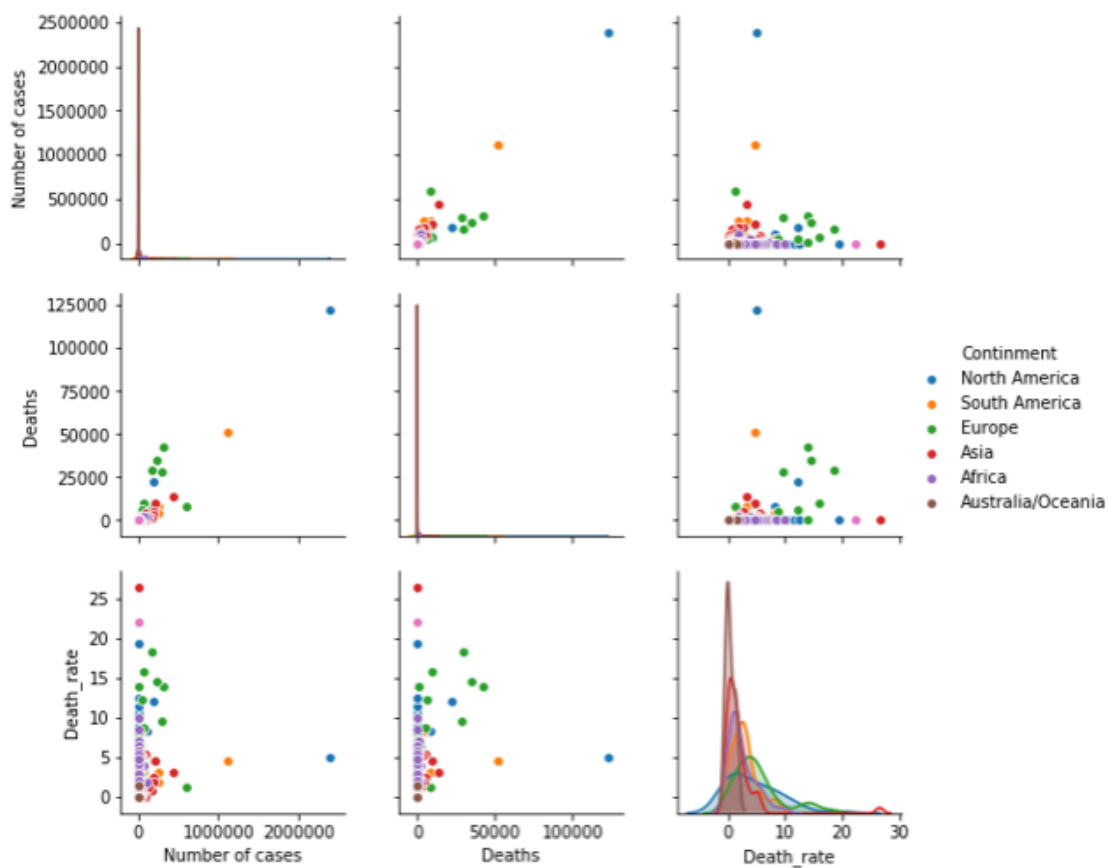 2500000
2000000
1500000
1000000
500000
0
Number of cases
125000
100000
75000
50000
25000
0
Deaths
Continment
North America
South America
Europe
Asia
Africa
Australia/Oceania
25
20
15
10
5
0
Death_rate
0 1000000 2000000
Number of cases
0 50000 100000
Deaths
0 10 20 30
Death_rate